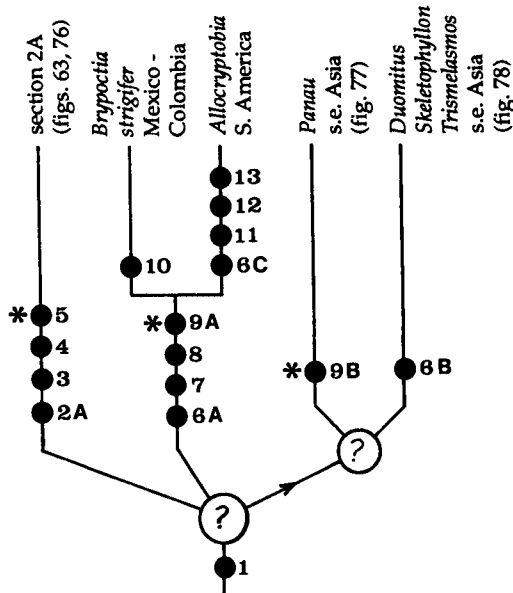 section 2A
(figs. 63, 76)
Brypoctia
strigifer
Mexico -
Colombia
Allocryptobia
S. America
Panau
s.e. Asia
(fig. 77)
Duomitus
Skeletophyllon
Trismelasmos
s.e. Asia
(fig. 78)
13
12
11
10
6C
* 5
* 9A
4
8
* 9B
6B
3
7
2A
6A
?
?
1